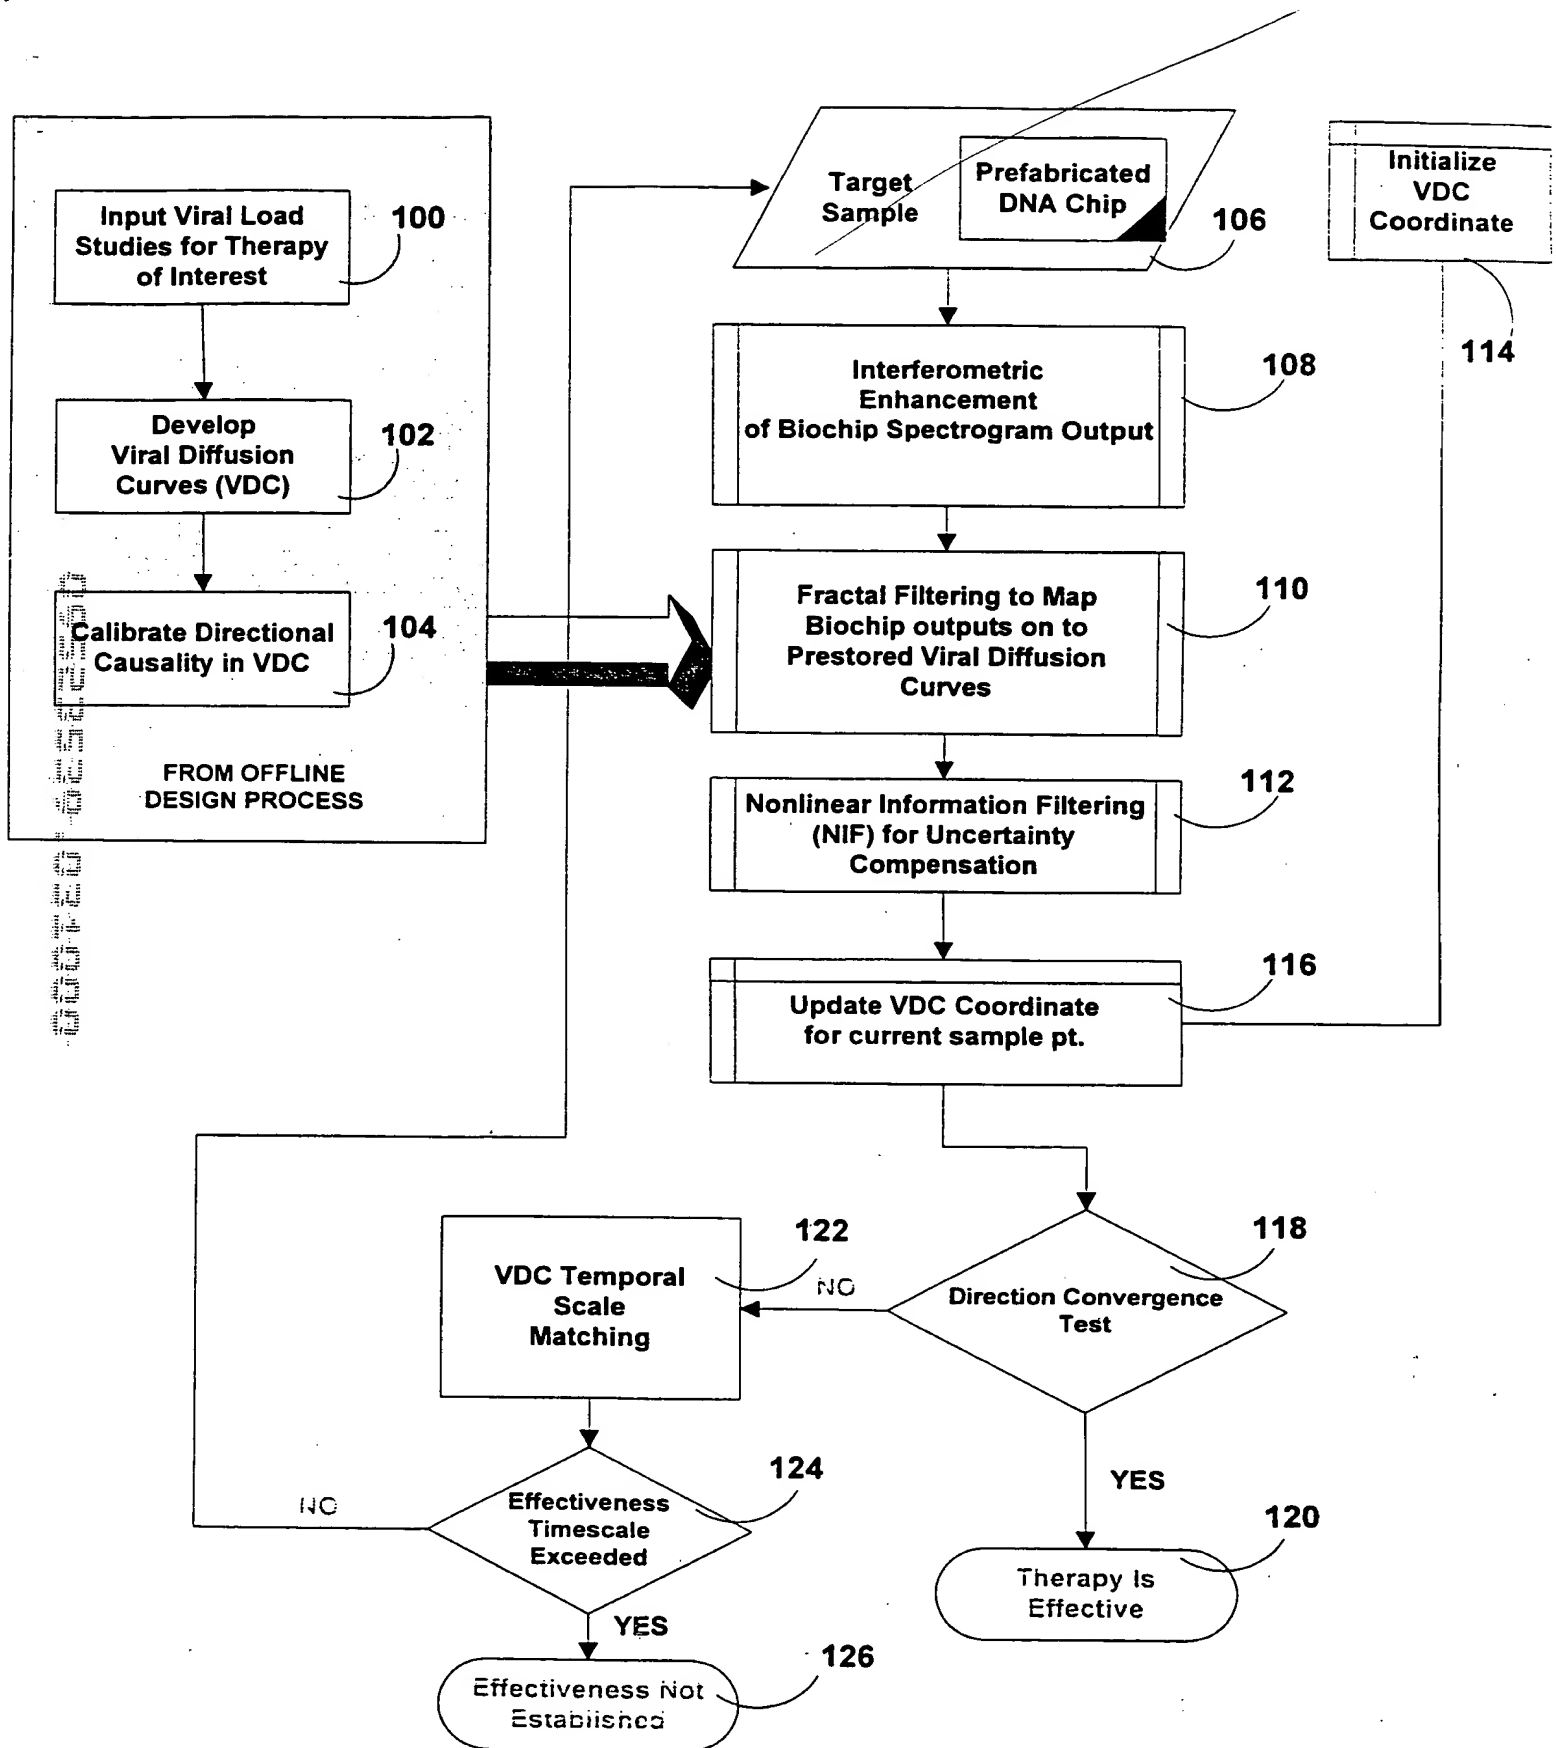 Input Viral Load
Studies for Therapy
of Interest
100
Develop
Viral Diffusion
Curves (VDC)
102
Calibrate Directional
Causality in VDC
104
FROM OFFLINE
DESIGN PROCESS
Target
Sample
Prefabricated
DNA Chip
106
Initialize
VDC
Coordinate
114
Interferometric
Enhancement
of Biochip Spectrogram Output
108
Fractal Filtering to Map
Biochip outputs on to
Prestored Viral Diffusion
Curves
110
Nonlinear Information Filtering
(NIF) for Uncertainty
Compensation
112
Update VDC Coordinate
for current sample pt.
116
Direction Convergence
Test
118
NO
YES
VDC Temporal
Scale
Matching
122
Effectiveness
Timescale
Exceeded
124
NO
YES
Therapy Is
Effective
120
Effectiveness Not
Established
126